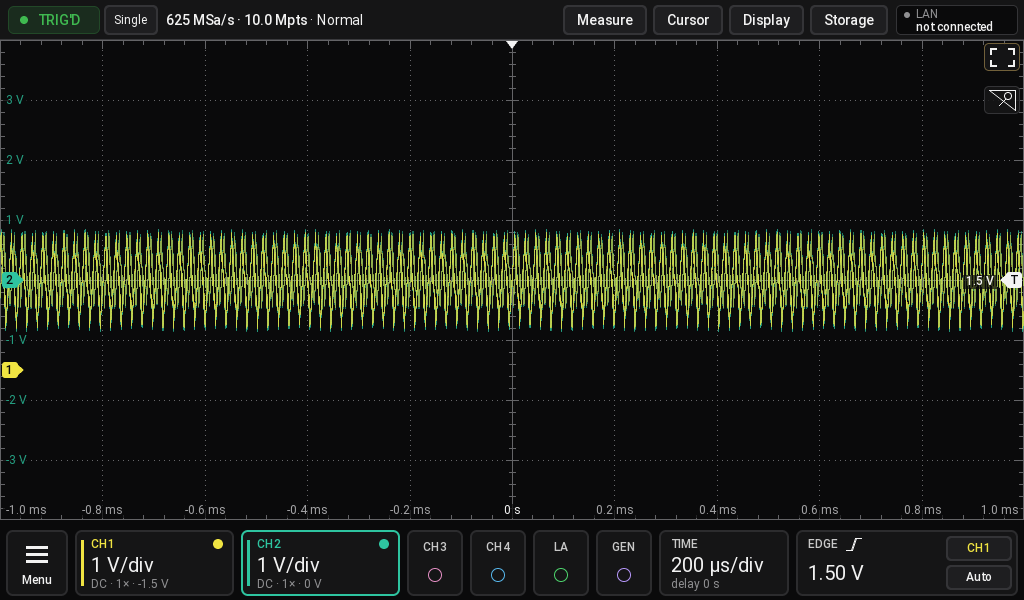 TRIG'D
Single
625 MSa/s · 10.0 Mpts · Normal
Measure
Cursor
Display
Storage
LAN
not connected
3 V
2 V
1 V
2
1.5 V
T
-1 V
1
-2 V
-3 V
-1.0 ms
-0.8 ms
-0.6 ms
-0.4 ms
-0.2 ms
0 s
0.2 ms
0.4 ms
0.6 ms
0.8 ms
1.0 ms
Menu
CH1
1 V/div
DC · 1× · -1.5 V
CH2
1 V/div
DC · 1× · 0 V
CH3
CH4
LA
GEN
TIME
200 µs/div
delay 0 s
EDGE
1.50 V
CH1
Auto